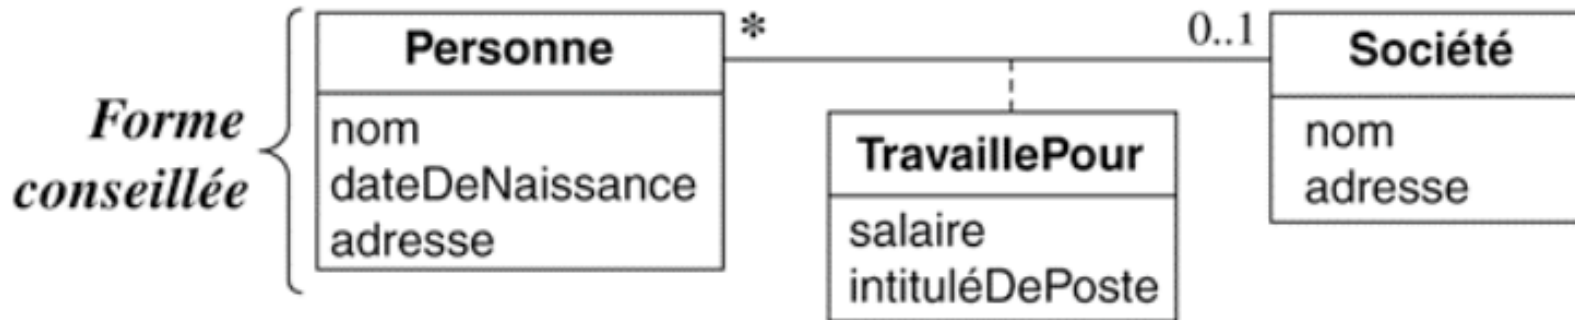 Forme
conseillée
Personne
nom
dateDeNaissance
adresse
*
0..1
TravaillePour
salaire
intituléDePoste
Société
nom
adresse